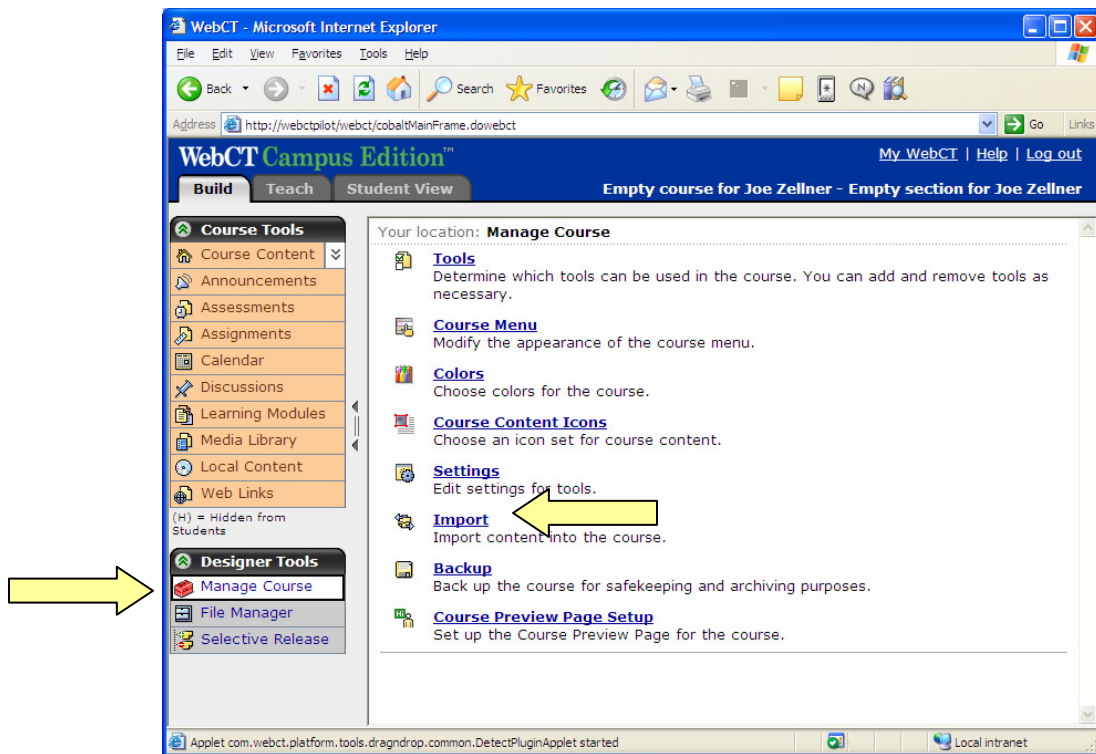 WebCT - Microsoft Internet Explorer
File Edit View Favorites Tools Help
Back Search Favorites
Address http://webctpilot/webct/cobaltMainFrame.dowebct Go Links
WebCT Campus Edition™ My WebCT | Help | Log out
Build Teach Student View Empty course for Joe Zellner - Empty section for Joe Zellner
Course Tools
Course Content
Announcements
Assessments
Assignments
Calendar
Discussions
Learning Modules
Media Library
Local Content
Web Links
(H) = Hidden from
Students
Designer Tools
Manage Course
File Manager
Selective Release
Your location: Manage Course
Tools
Determine which tools can be used in the course. You can add and remove tools as
necessary.
Course Menu
Modify the appearance of the course menu.
Colors
Choose colors for the course.
Course Content Icons
Choose an icon set for course content.
Settings
Edit settings for tools.
Import
Import content into the course.
Backup
Back up the course for safekeeping and archiving purposes.
Course Preview Page Setup
Set up the Course Preview Page for the course.
Applet com.webct.platform.tools.dragndrop.common.DetectPluginApplet started Local intranet